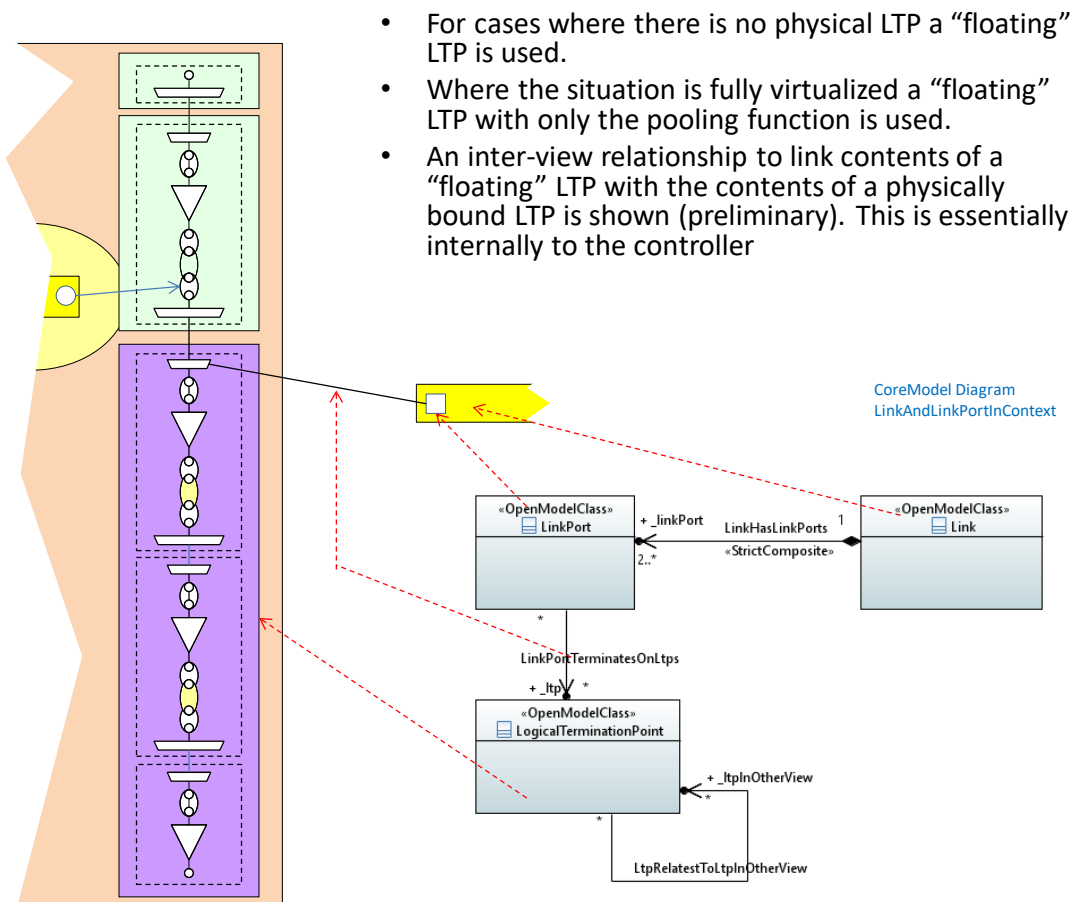 • For cases where there is no physical LTP a “floating”
LTP is used.
• Where the situation is fully virtualized a “floating”
LTP with only the pooling function is used.
• An inter-view relationship to link contents of a
“floating” LTP with the contents of a physically
bound LTP is shown (preliminary). This is essentially
internally to the controller
CoreModel Diagram
LinkAndLinkPortInContext
«OpenModelClass»
LinkPort
+ _linkPort
2..*
LinkHasLinkPorts
«StrictComposite»
1
«OpenModelClass»
Link
*
LinkPortTerminatesOnLtps
+ _ltp
*
«OpenModelClass»
LogicalTerminationPoint
+ _ltpInOtherView
*
*
LtpRelatestToLtpInOtherView